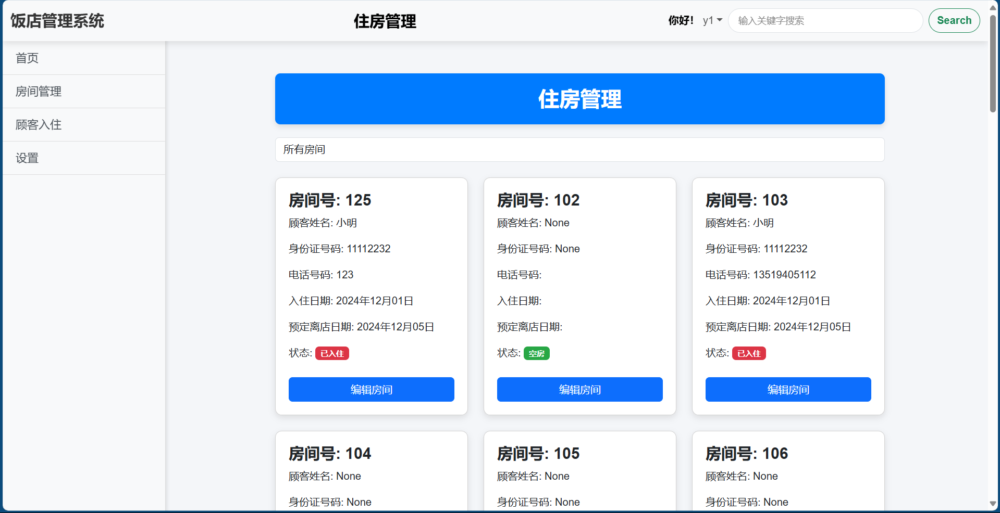 饭店管理系统
住房管理
你好! y1
输入关键字搜索
Search
首页
房间管理
顾客入住
设置
住房管理
所有房间
房间号: 125
顾客姓名: 小明
身份证号码: 11112232
电话号码: 123
入住日期: 2024年12月01日
预定离店日期: 2024年12月05日
状态: 已入住
编辑房间
房间号: 102
顾客姓名: None
身份证号码: None
电话号码:
入住日期:
预定离店日期:
状态: 空房
编辑房间
房间号: 103
顾客姓名: 小明
身份证号码: 11112232
电话号码: 13519405112
入住日期: 2024年12月01日
预定离店日期: 2024年12月05日
状态: 已入住
编辑房间
房间号: 104
顾客姓名: None
身份证号码: None
房间号: 105
顾客姓名: None
身份证号码: None
房间号: 106
顾客姓名: None
身份证号码: None